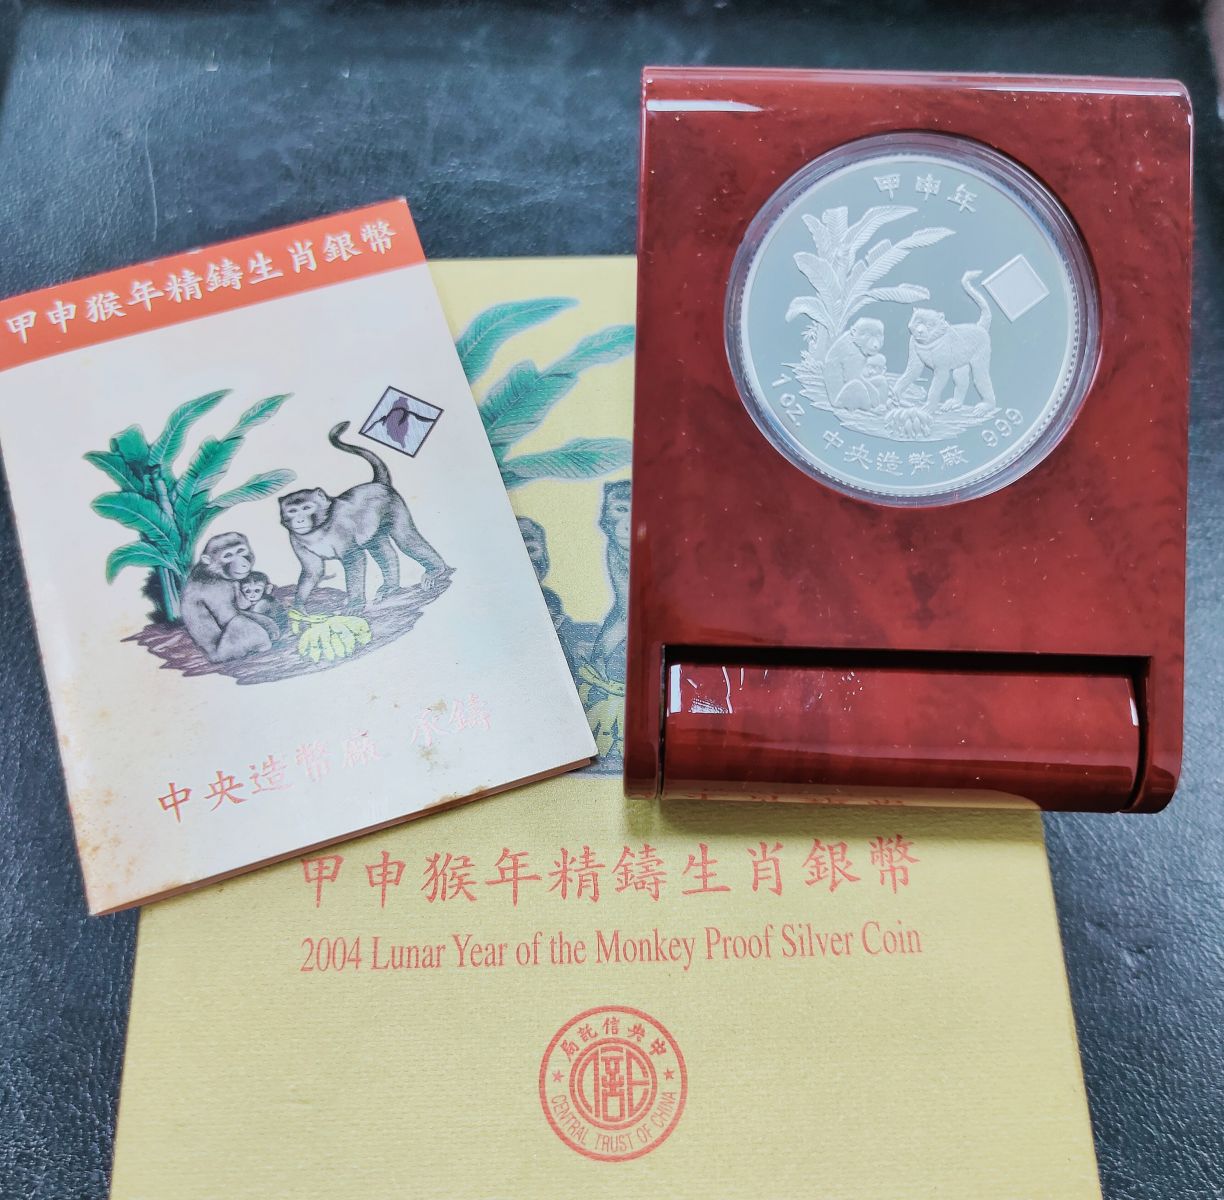 甲申猴年精鑄生肖銀幣
中央造幣廠 承鑄
甲申年
1 OZ 中央造幣廠 999
甲申猴年精鑄生肖銀幣
2004 Lunar Year of the Monkey Proof Silver Coin
中央信託局
CENTRAL TRUST OF CHINA